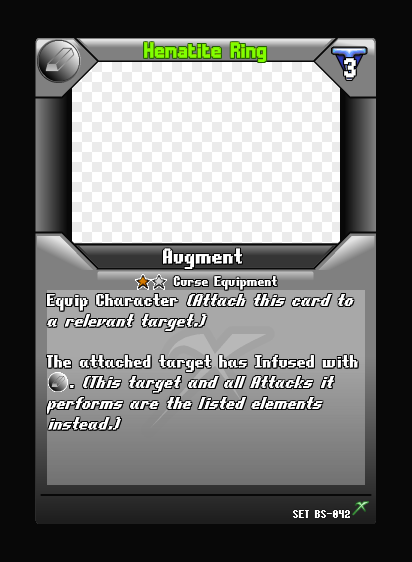 Hematite Ring
3
Augment
Curse Equipment
Equip Character (Attach this card to
a relevant target.)
The attached target has Infused with
. (This target and all Attacks it
performs are the listed elements
instead.)
SET BS-042